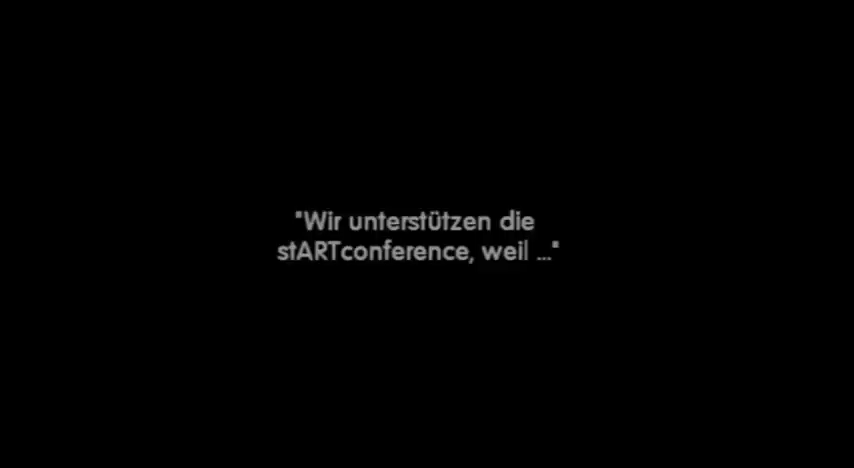 "Wir unterstützen die
stARTconference, weil ..."